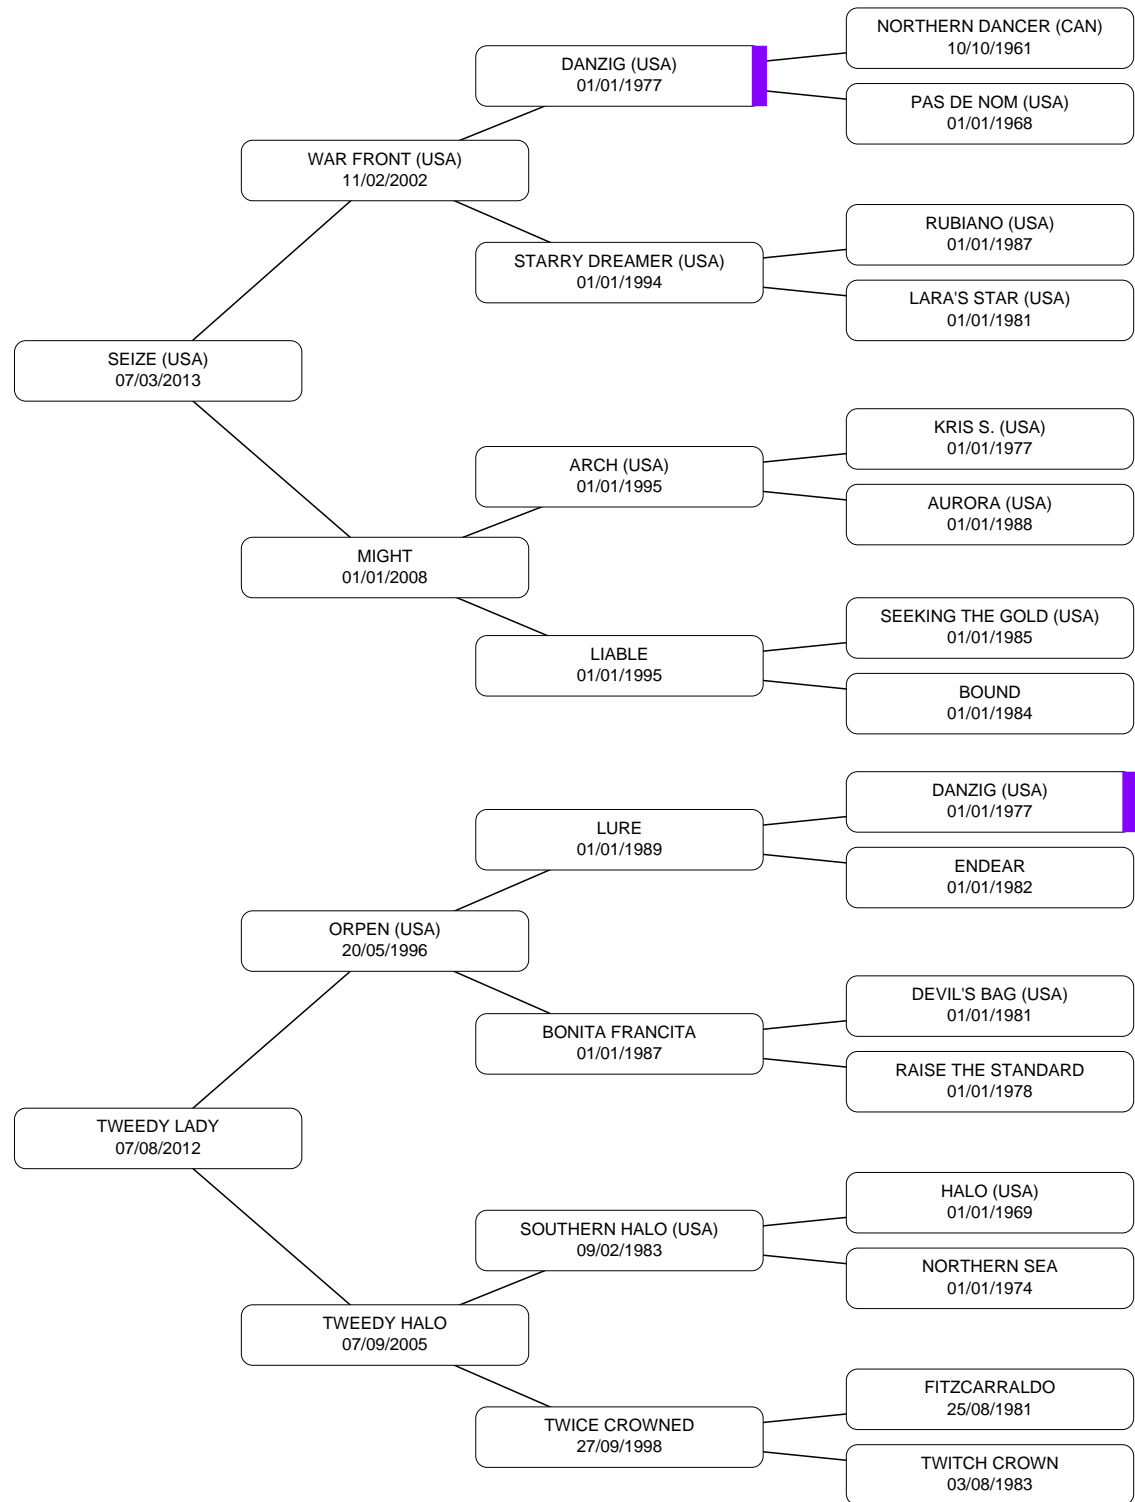 NORTHERN DANCER (CAN)
10/10/1961
DANZIG (USA)
01/01/1977
PAS DE NOM (USA)
01/01/1968
WAR FRONT (USA)
11/02/2002
RUBIANO (USA)
01/01/1987
STARRY DREAMER (USA)
01/01/1994
LARA'S STAR (USA)
01/01/1981
SEIZE (USA)
07/03/2013
KRIS S. (USA)
01/01/1977
ARCH (USA)
01/01/1995
AURORA (USA)
01/01/1988
MIGHT
01/01/2008
SEEKING THE GOLD (USA)
01/01/1985
LIABLE
01/01/1995
BOUND
01/01/1984
DANZIG (USA)
01/01/1977
LURE
01/01/1989
ENDEAR
01/01/1982
ORPEN (USA)
20/05/1996
DEVIL'S BAG (USA)
01/01/1981
BONITA FRANCITA
01/01/1987
RAISE THE STANDARD
01/01/1978
TWEEDY LADY
07/08/2012
HALO (USA)
01/01/1969
SOUTHERN HALO (USA)
09/02/1983
NORTHERN SEA
01/01/1974
TWEEDY HALO
07/09/2005
FITZCARRALDO
25/08/1981
TWICE CROWNED
27/09/1998
TWITCH CROWN
03/08/1983